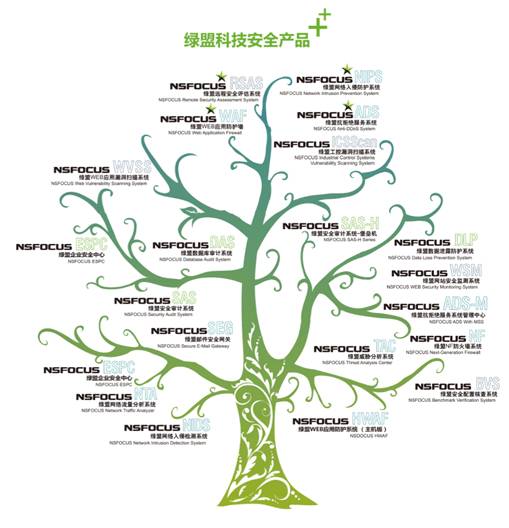 绿盟科技安全产品
NSFOCUS RSAS
绿盟远程安全评估系统
NSFOCUS Remote Security Assessment System
NSFOCUS NIPS
绿盟网络入侵防护系统
NSFOCUS Network Intrusion Prevention System
NSFOCUS WAF
绿盟WEB应用防护墙
NSFOCUS Web Application Firewall
NSFOCUS ADS
绿盟抗拒绝服务系统
NSFOCUS Anti-DDoS System
NSFOCUS ICSScan
绿盟工控漏洞扫描系统
NSFOCUS Industrial Control Systems
Vulnerability Scanning System
NSFOCUS WVSS
绿盟WEB应用漏洞扫描系统
NSFOCUS Web Vulnerability Scanning System
NSFOCUS SAS-H
绿盟安全审计系统-堡垒机
NSFOCUS SAS-H Series
NSFOCUS ESPC
绿盟企业安全中心
NSFOCUS ESPC
NSFOCUS DAS
绿盟数据库审计系统
NSFOCUS Database Audit System
NSFOCUS DLP
绿盟数据泄露防护系统
NSFOCUS Data Loss Prevention System
NSFOCUS WSM
绿盟网站安全监测系统
NSFOCUS WEB Security Monitoring System
NSFOCUS SAS
绿盟安全审计系统
NSFOCUS Security Audit System
NSFOCUS ADS-M
绿盟抗拒绝服务系统管理中心
NSFOCUS ADS With MSS
NSFOCUS SEG
绿盟邮件安全网关
NSFOCUS Secure E-Mail Gateway
NSFOCUS NF
绿盟下一代防火墙系统
NSFOCUS Next-Generation Firewall
NSFOCUS TAC
绿盟威胁分析系统
NSFOCUS Threat Analysis Center
NSFOCUS ESPC
绿盟企业安全中心
NSFOCUS ESPC
NSFOCUS BVS
绿盟安全配置核查系统
NSFOCUS Benchmark Verification System
NSFOCUS NTA
绿盟网络流量分析系统
NSFOCUS Network Traffic Analyzer
NSFOCUS NIDS
绿盟网络入侵检测系统
NSFOCUS Network Intrusion Detection System
NSFOCUS HWAF
绿盟WEB应用防护系统（主机版）
NSDOCUS HWAF